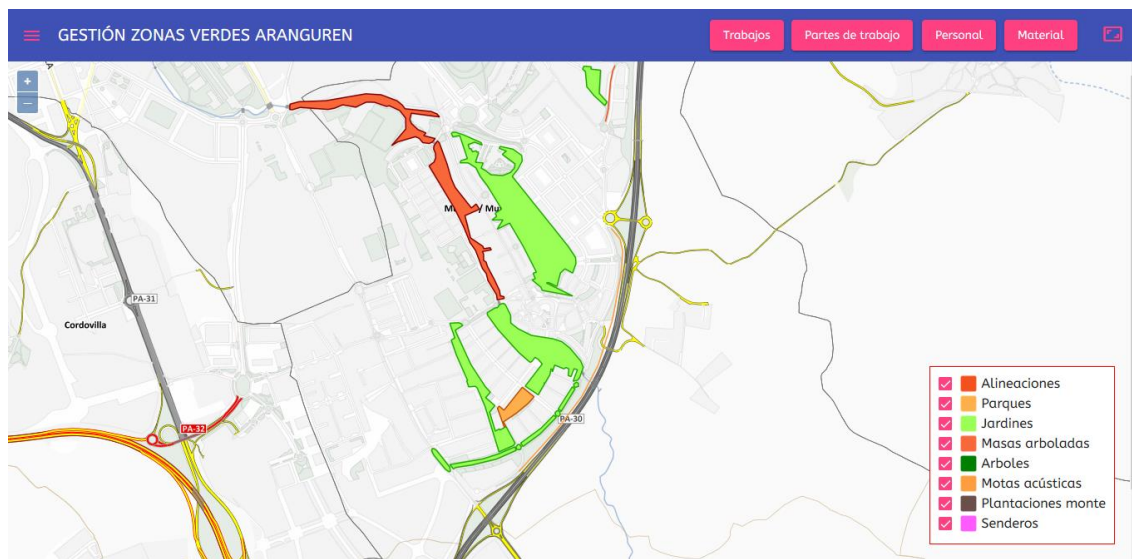 GESTIÓN ZONAS VERDES ARANGUREN
Trabajos
Partes de trabajo
Personal
Material
+
–
PA-31
Cordovilla
PA-32
PA-30
Alineaciones
Parques
Jardines
Masas arboladas
Arboles
Motas acústicas
Plantaciones monte
Senderos